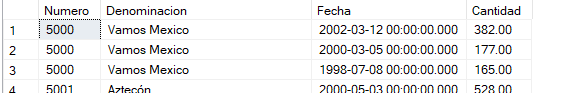 Numero Denominacion Fecha Cantidad
1 5000 Vamos Mexico 2002-03-12 00:00:00.000 382.00
2 5000 Vamos Mexico 2000-03-05 00:00:00.000 177.00
3 5000 Vamos Mexico 1998-07-08 00:00:00.000 165.00
4 5001 Aztecón 2000-05-03 00:00:00.000 528.00